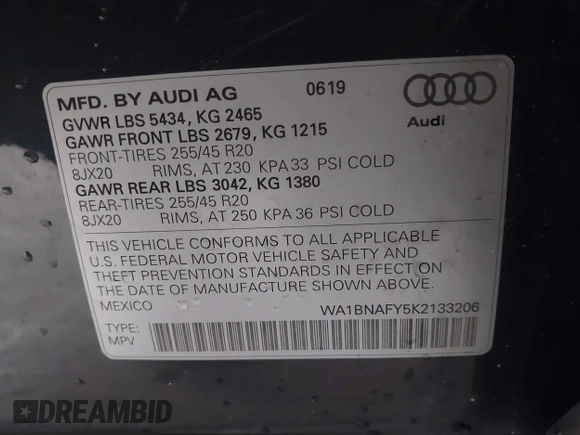 MFD. BY AUDI AG 0619
GVWR LBS 5434, KG 2465
GAWR FRONT LBS 2679, KG 1215
FRONT-TIRES 255/45 R20
8JX20 RIMS, AT 230 KPA33 PSI COLD
GAWR REAR LBS 3042, KG 1380
REAR-TIRES 255/45 R20
8JX20 RIMS, AT 250 KPA 36 PSI COLD
Audi
THIS VEHICLE CONFORMS TO ALL APPLICABLE
U.S. FEDERAL MOTOR VEHICLE SAFETY AND
THEFT PREVENTION STANDARDS IN EFFECT ON
THE DATE OF MANUFACTURE SHOWN ABOVE.
MEXICO WA1BNAFY5K2133206
TYPE:
MPV
DREAMBID